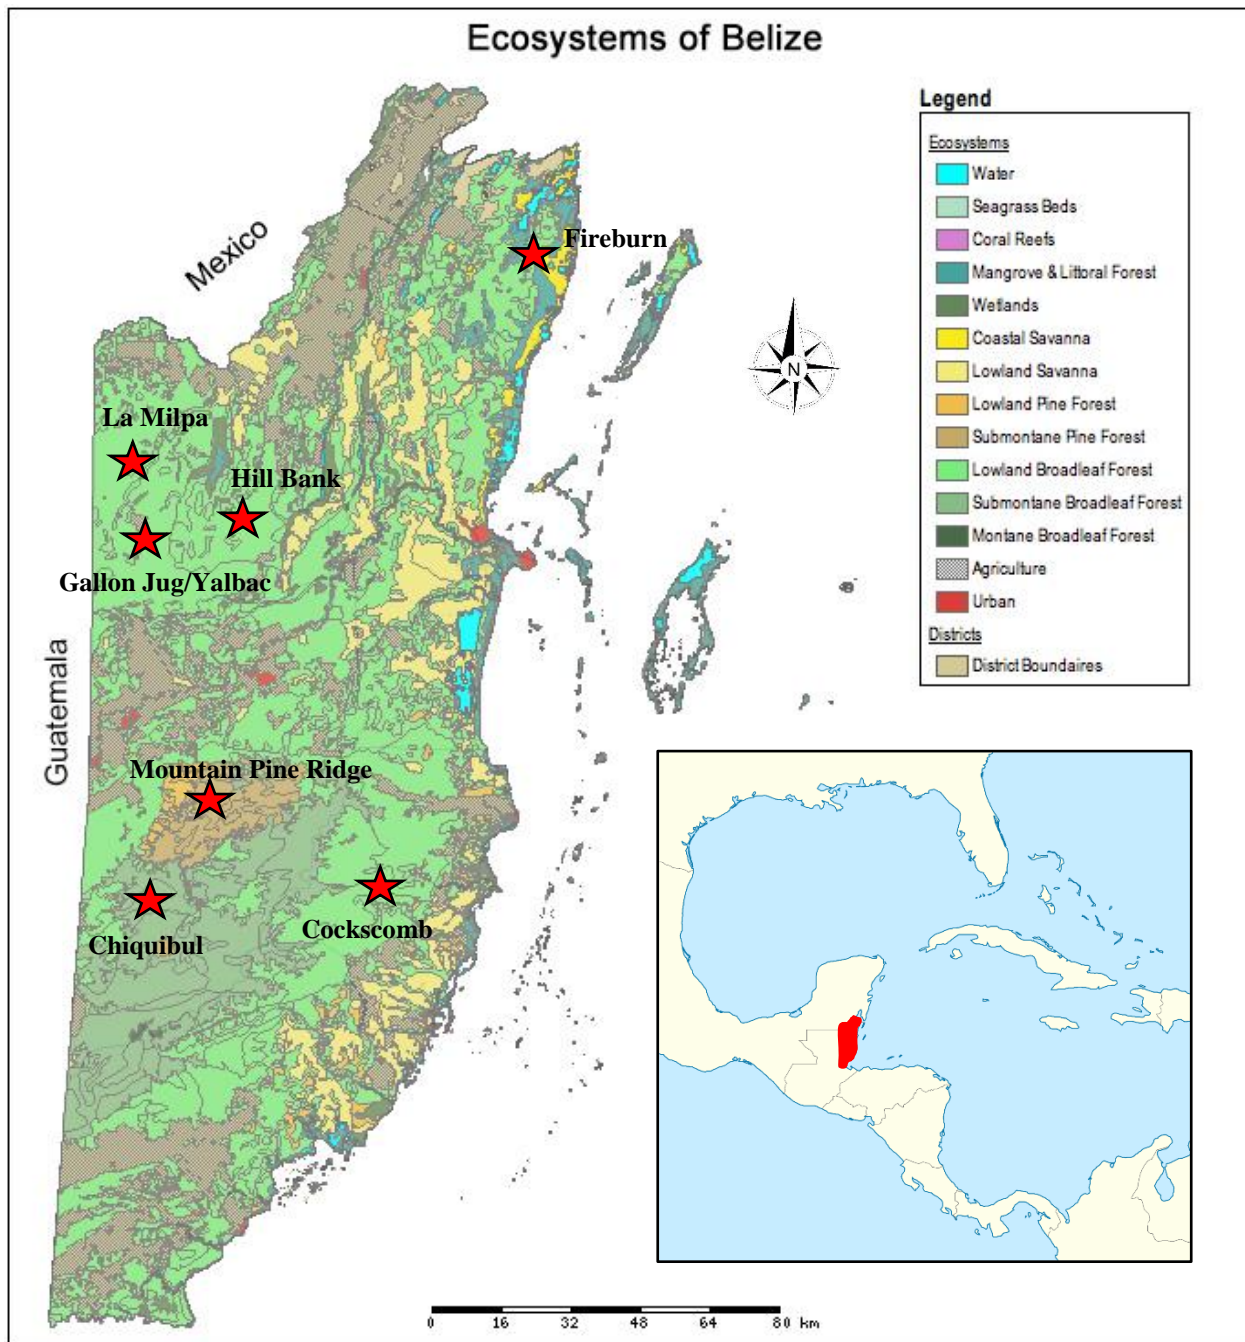 Ecosystems of Belize
Legend
Ecosystems
Water
Seagrass Beds
Coral Reefs
Mangrove & Littoral Forest
Wetlands
Coastal Savanna
Lowland Savanna
Lowland Pine Forest
Submontane Pine Forest
Lowland Broadleaf Forest
Submontane Broadleaf Forest
Montane Broadleaf Forest
Agriculture
Urban
Districts
District Boundaires
Mexico
Fireburn
N
La Milpa
Hill Bank
Gallon Jug/Yalbac
Guatemala
Mountain Pine Ridge
Chiquibul
Cockscomb
0 16 32 48 64 80 km